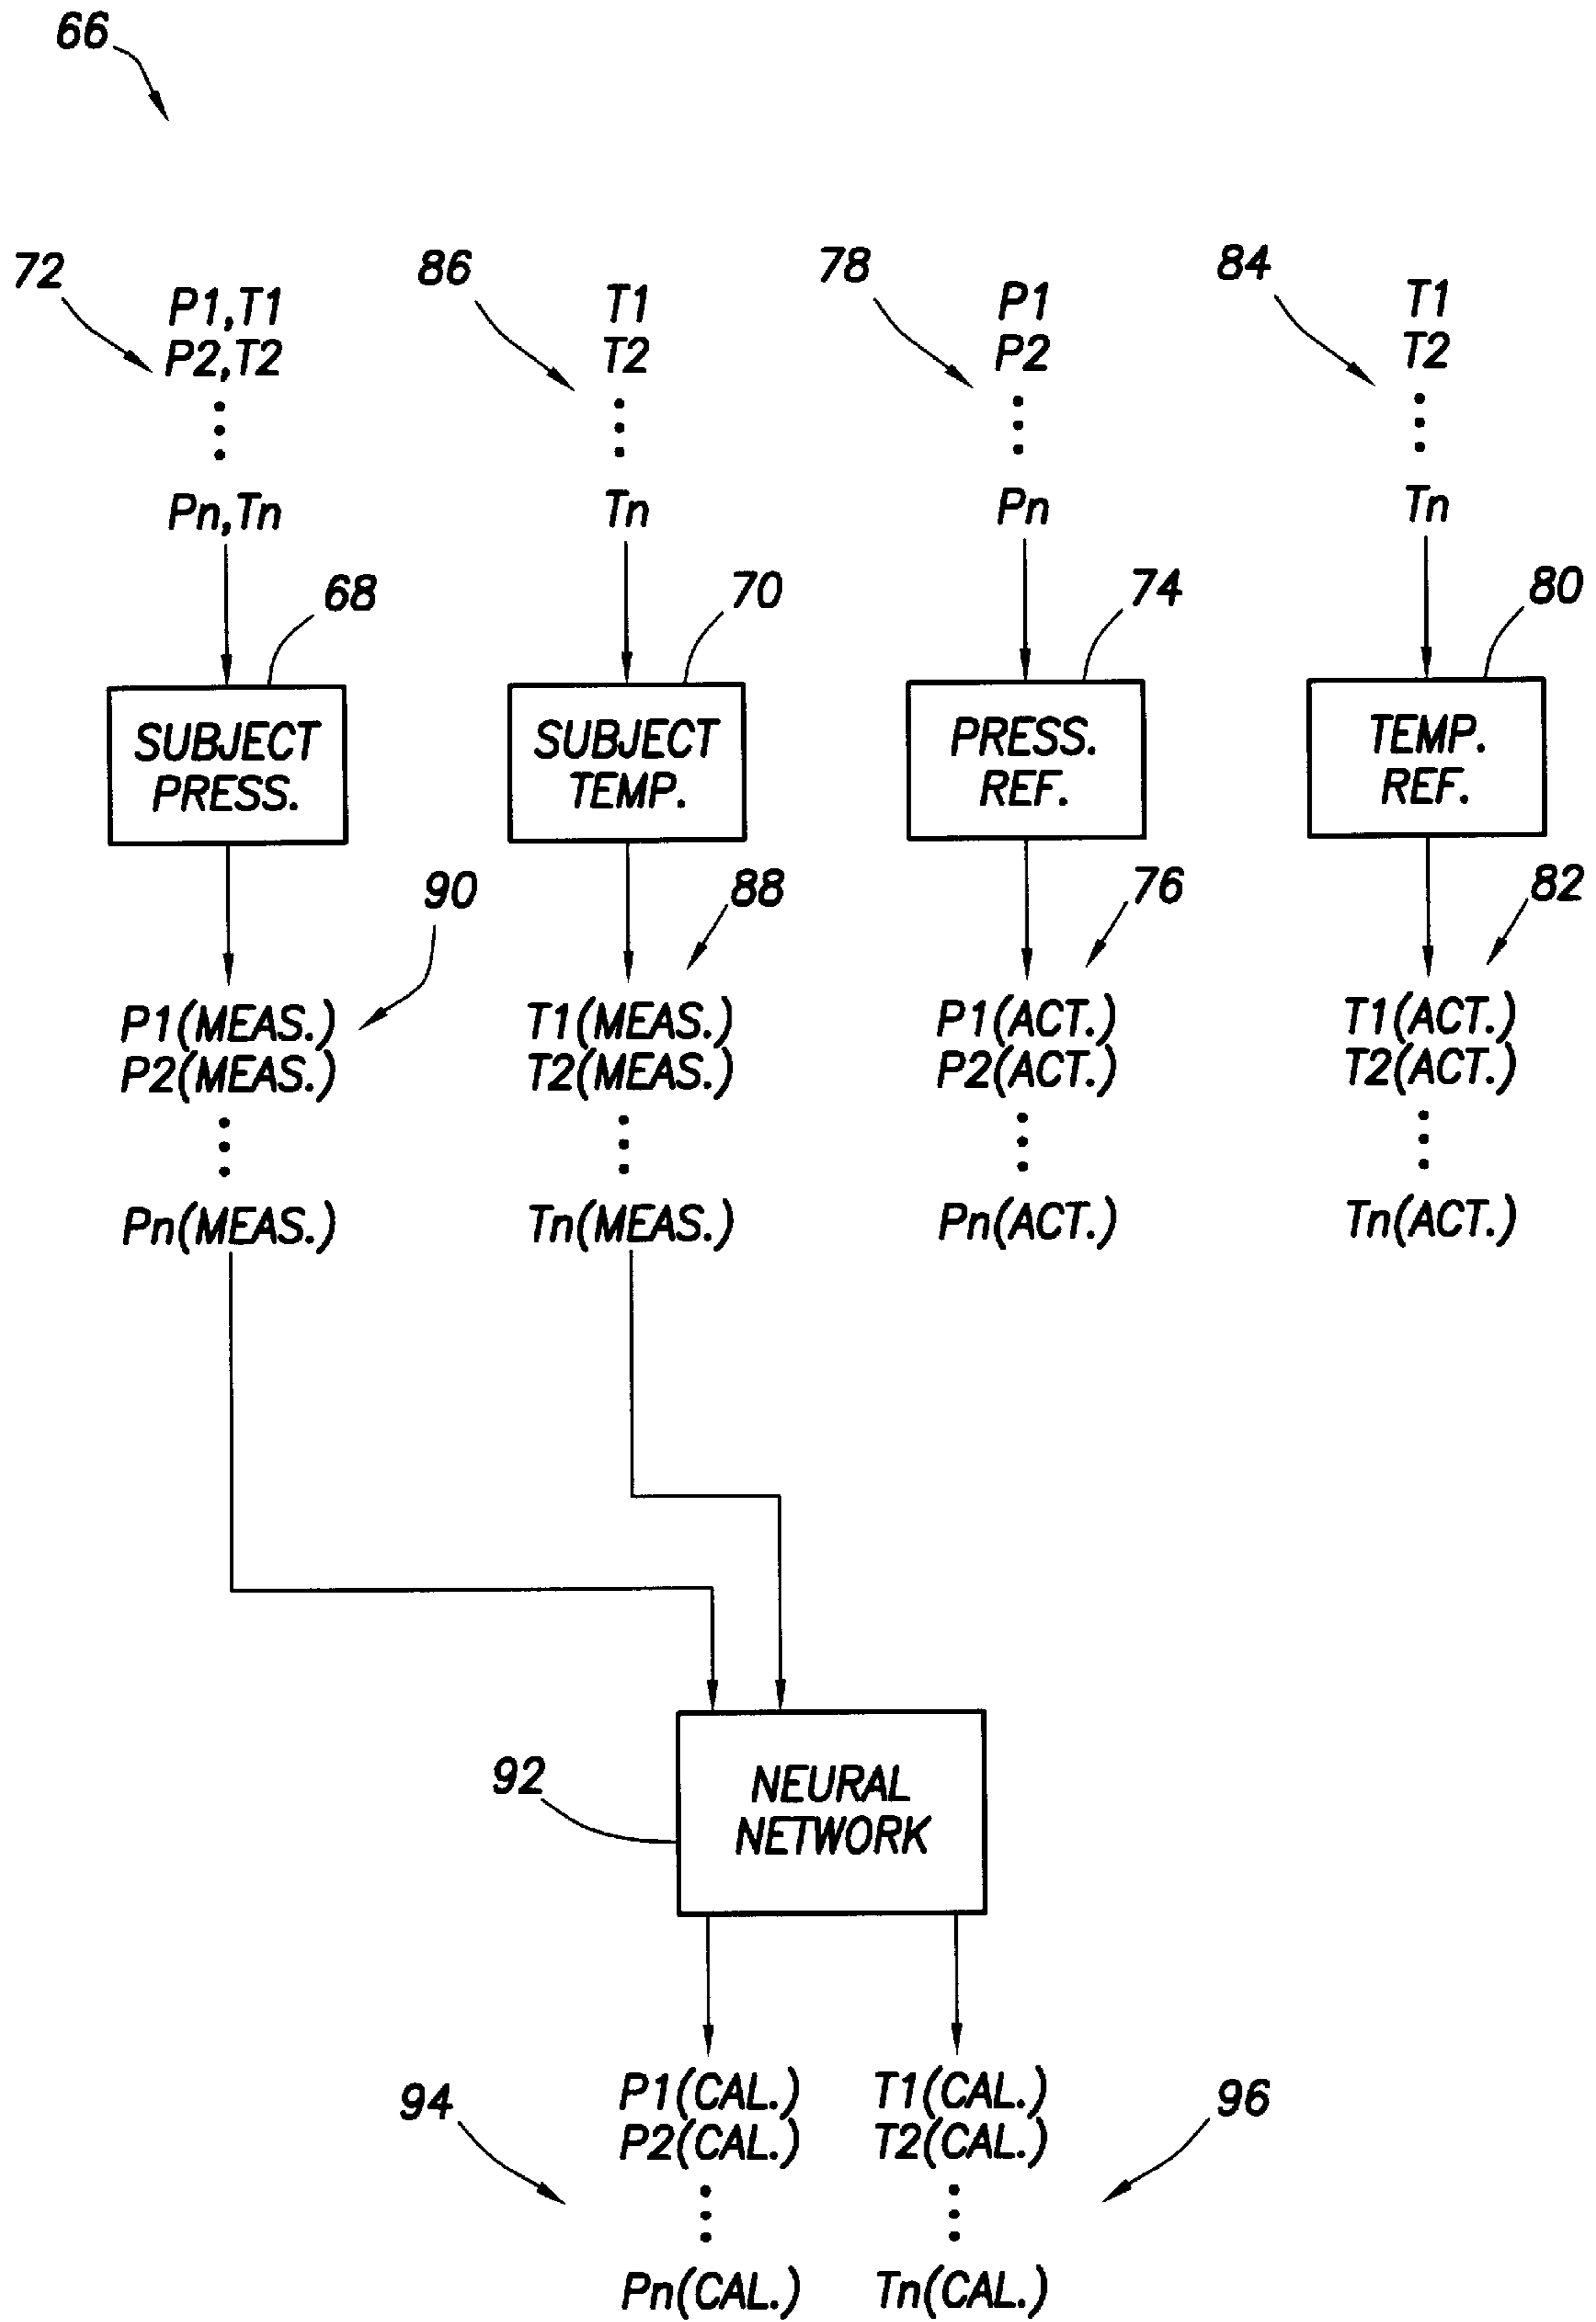 66
72
86
78
84
P1,T1
P2,T2
Pn,Tn
T1
T2
Tn
P1
P2
Pn
T1
T2
Tn
68
70
74
80
SUBJECT
PRESS.
SUBJECT
TEMP.
PRESS.
REF.
TEMP.
REF.
90
88
76
82
P1(MEAS.)
P2(MEAS.)
Pn(MEAS.)
T1(MEAS.)
T2(MEAS.)
Tn(MEAS.)
P1(ACT.)
P2(ACT.)
Pn(ACT.)
T1(ACT.)
T2(ACT.)
Tn(ACT.)
92
NEURAL
NETWORK
94
P1(CAL.)
P2(CAL.)
Pn(CAL.)
T1(CAL.)
T2(CAL.)
Tn(CAL.)
96